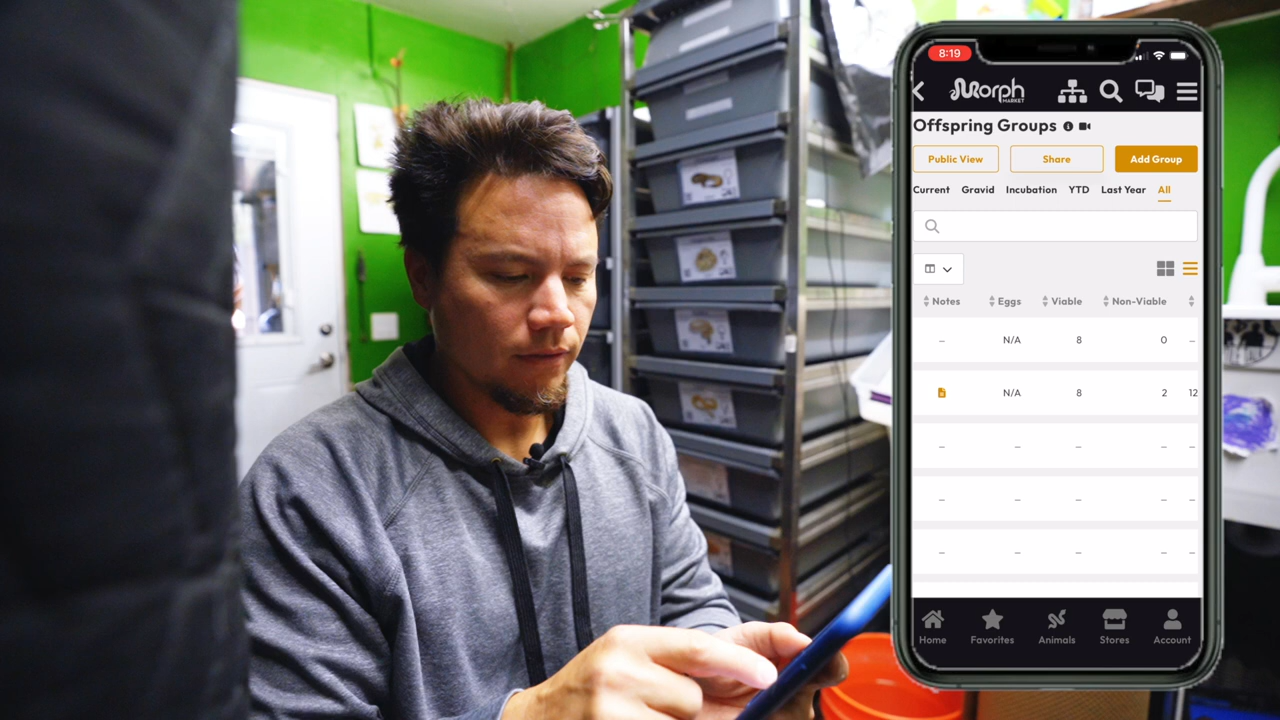 8:19
Morph
MARKET
Offspring Groups
Public View Share Add Group
Current Gravid Incubation YTD Last Year All
Notes Eggs Viable Non-Viable
– N/A 8 0 –
N/A 8 2 12
– – – – –
– – – – –
– – – – –
Home Favorites Animals Stores Account